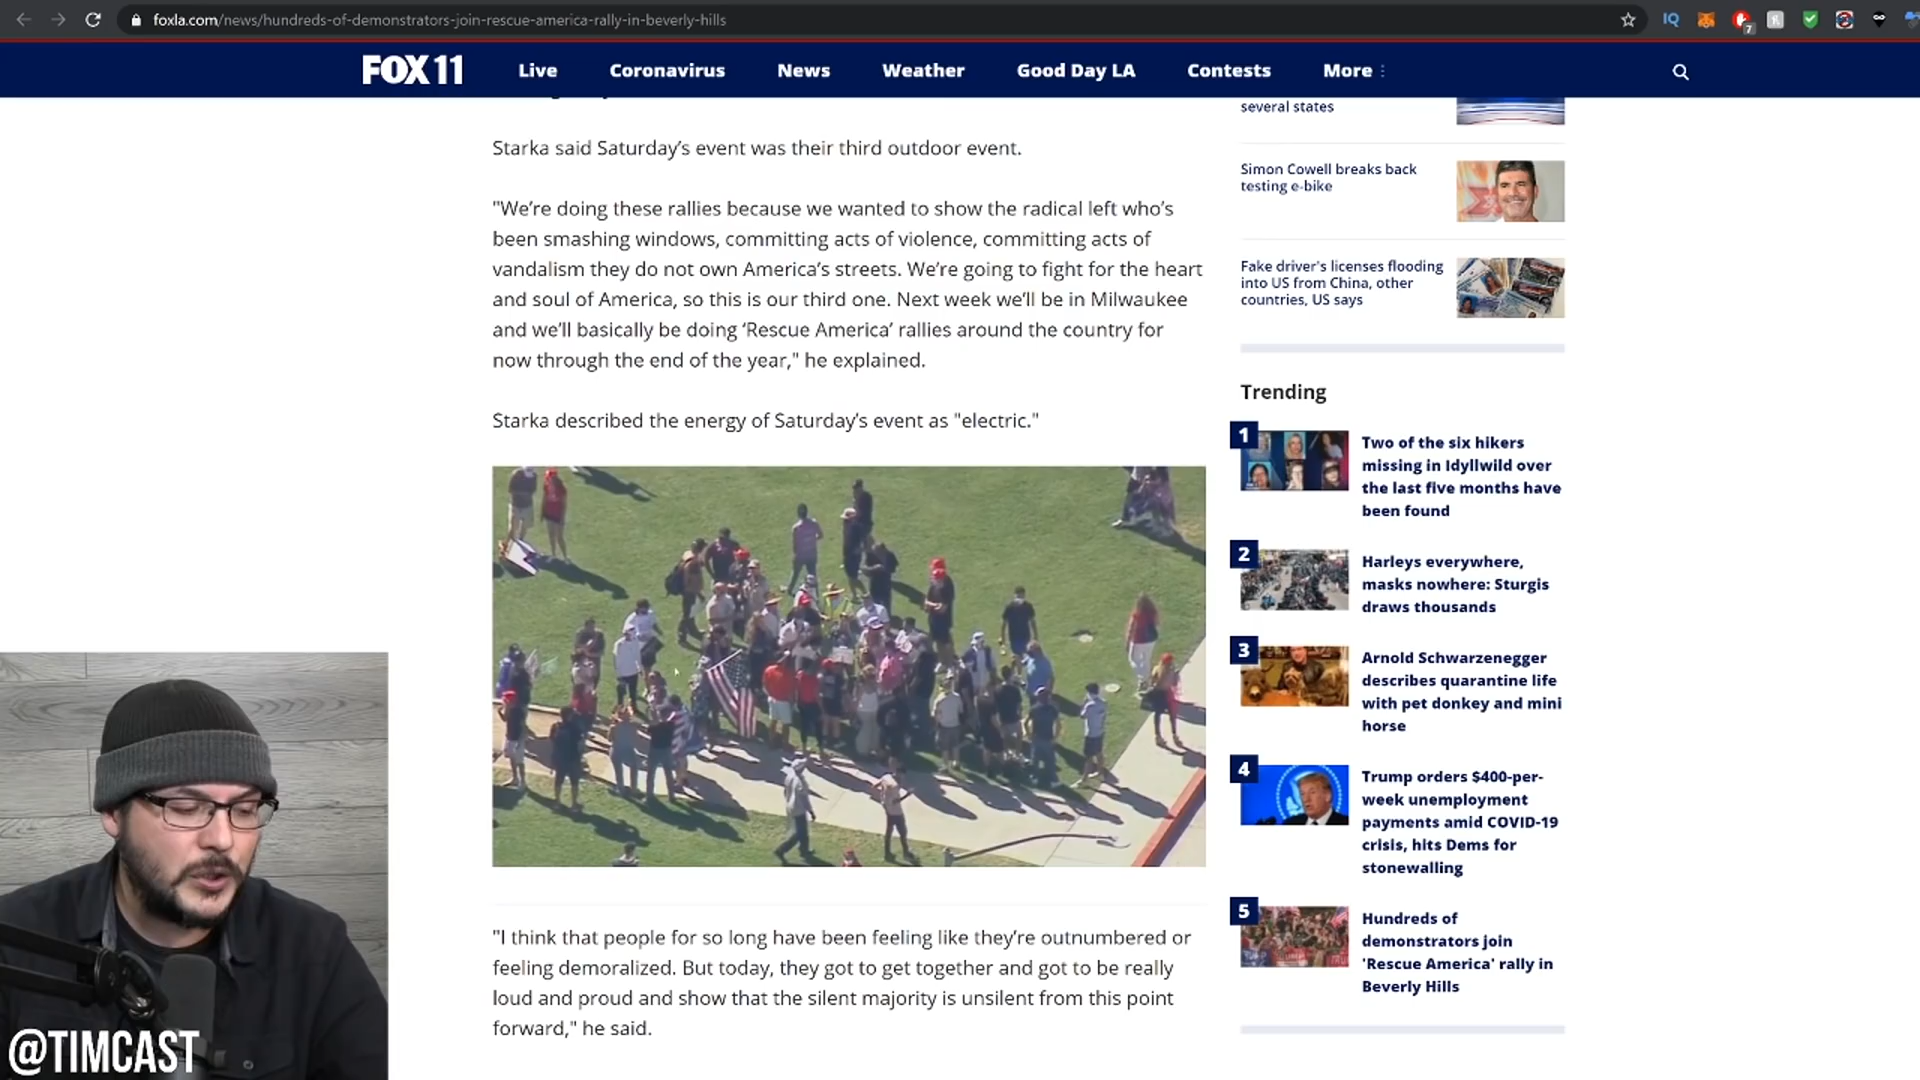 foxla.com/news/hundreds-of-demonstrators-join-rescue-america-rally-in-beverly-hills
IQ
7
FOX 11
Live
Coronavirus
News
Weather
Good Day LA
Contests
More
Starka said Saturday’s event was their third outdoor event.
"We’re doing these rallies because we wanted to show the radical left who’s
been smashing windows, committing acts of violence, committing acts of
vandalism they do not own America’s streets. We’re going to fight for the heart
and soul of America, so this is our third one. Next week we’ll be in Milwaukee
and we’ll basically be doing ‘Rescue America’ rallies around the country for
now through the end of the year," he explained.
Starka described the energy of Saturday’s event as "electric."
"I think that people for so long have been feeling like they’re outnumbered or
feeling demoralized. But today, they got to get together and got to be really
loud and proud and show that the silent majority is unsilent from this point
forward," he said.
several states
Simon Cowell breaks back
testing e-bike
Fake driver's licenses flooding
into US from China, other
countries, US says
Trending
1
Two of the six hikers
missing in Idyllwild over
the last five months have
been found
2
Harleys everywhere,
masks nowhere: Sturgis
draws thousands
3
Arnold Schwarzenegger
describes quarantine life
with pet donkey and mini
horse
4
Trump orders $400-per-
week unemployment
payments amid COVID-19
crisis, hits Dems for
stonewalling
5
Hundreds of
demonstrators join
'Rescue America' rally in
Beverly Hills
@TIMCAST